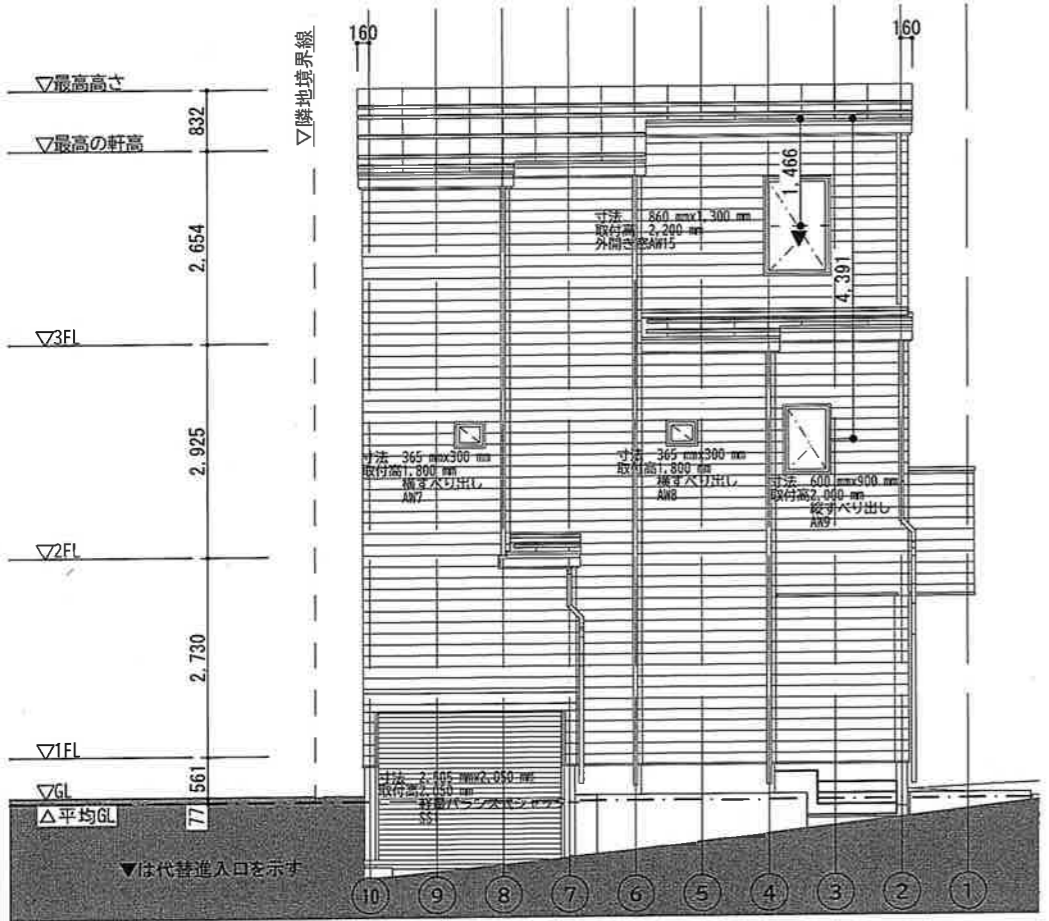 160
160
▽隣地境界線
▽最高高さ
832
▽最高の軒高
1,466
寸法 860 mmx1,300 mm
取付高 2,200 mm
外開き窓AW15
2,654
4,391
▽3FL
2,925
寸法 365 mmx300 mm
取付高1,800 mm
横すべり出し
AW7
寸法 365 mmx300 mm
取付高1,800 mm
横すべり出し
AW8
寸法 600 mmx900 mm
取付高2,000 mm
縦すべり出し
AW9
▽2FL
2,730
▽1FL
561
寸法 2,505 mmx2,050 mm
取付高2,050 mm
▽GL
△平均GL
77
▼は代替進入口を示す
10 9 8 7 6 5 4 3 2 1